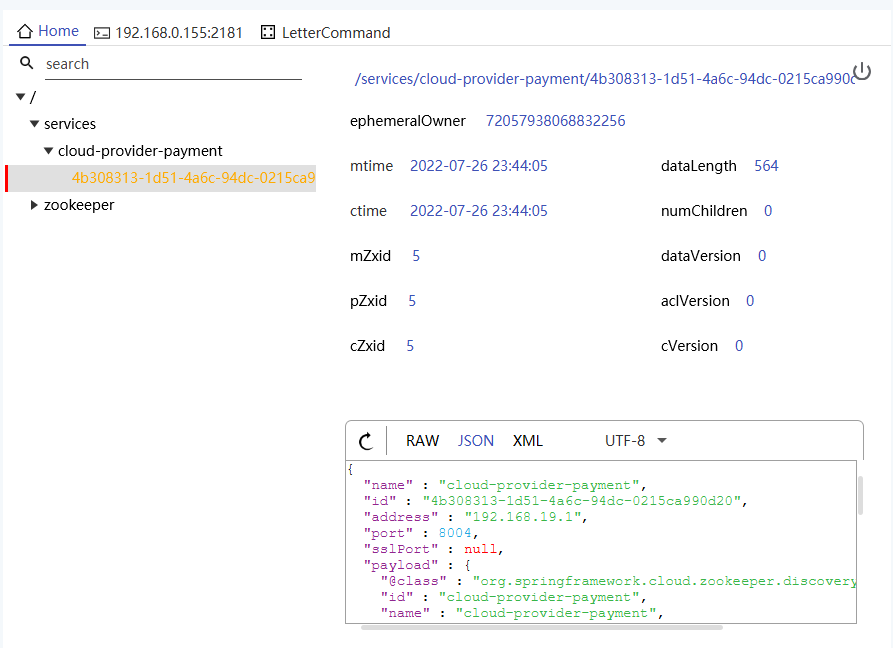 Home 192.168.0.155:2181 LetterCommand
search
/services/cloud-provider-payment/4b308313-1d51-4a6c-94dc-0215ca990c
/
services
cloud-provider-payment
4b308313-1d51-4a6c-94dc-0215ca9
zookeeper
ephemeralOwner 72057938068832256
mtime 2022-07-26 23:44:05 dataLength 564
ctime 2022-07-26 23:44:05 numChildren 0
mZxid 5 dataVersion 0
pZxid 5 aclVersion 0
cZxid 5 cVersion 0
RAW JSON XML UTF-8
{
"name" : "cloud-provider-payment",
"id" : "4b308313-1d51-4a6c-94dc-0215ca990d20",
"address" : "192.168.19.1",
"port" : 8004,
"sslPort" : null,
"payload" : {
"@class" : "org.springframework.cloud.zookeeper.discovery
"id" : "cloud-provider-payment",
"name" : "cloud-provider-payment",